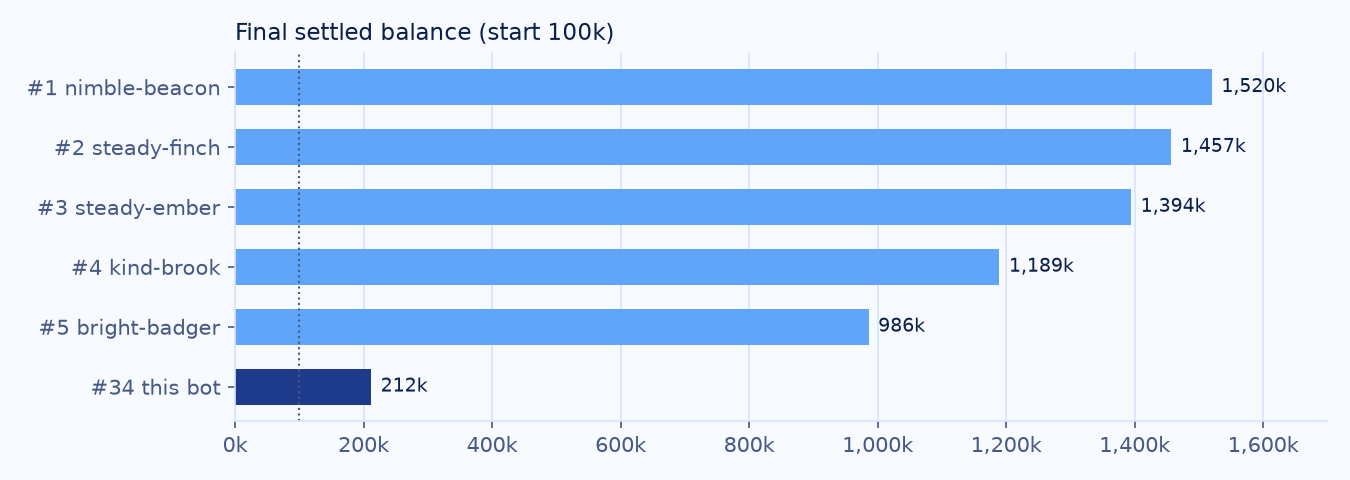 Final settled balance (start 100k)
#1 nimble-beacon 1,520k
#2 steady-finch 1,457k
#3 steady-ember 1,394k
#4 kind-brook 1,189k
#5 bright-badger 986k
#34 this bot 212k
0k 200k 400k 600k 800k 1,000k 1,200k 1,400k 1,600k